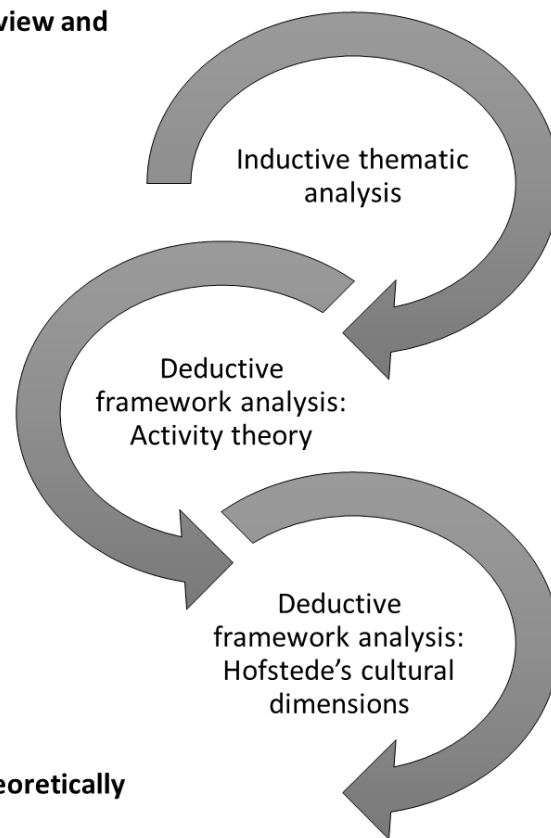 view and
Inductive thematic
analysis
Deductive
framework analysis:
Activity theory
Deductive
framework analysis:
Hofstede’s cultural
dimensions
eoretically